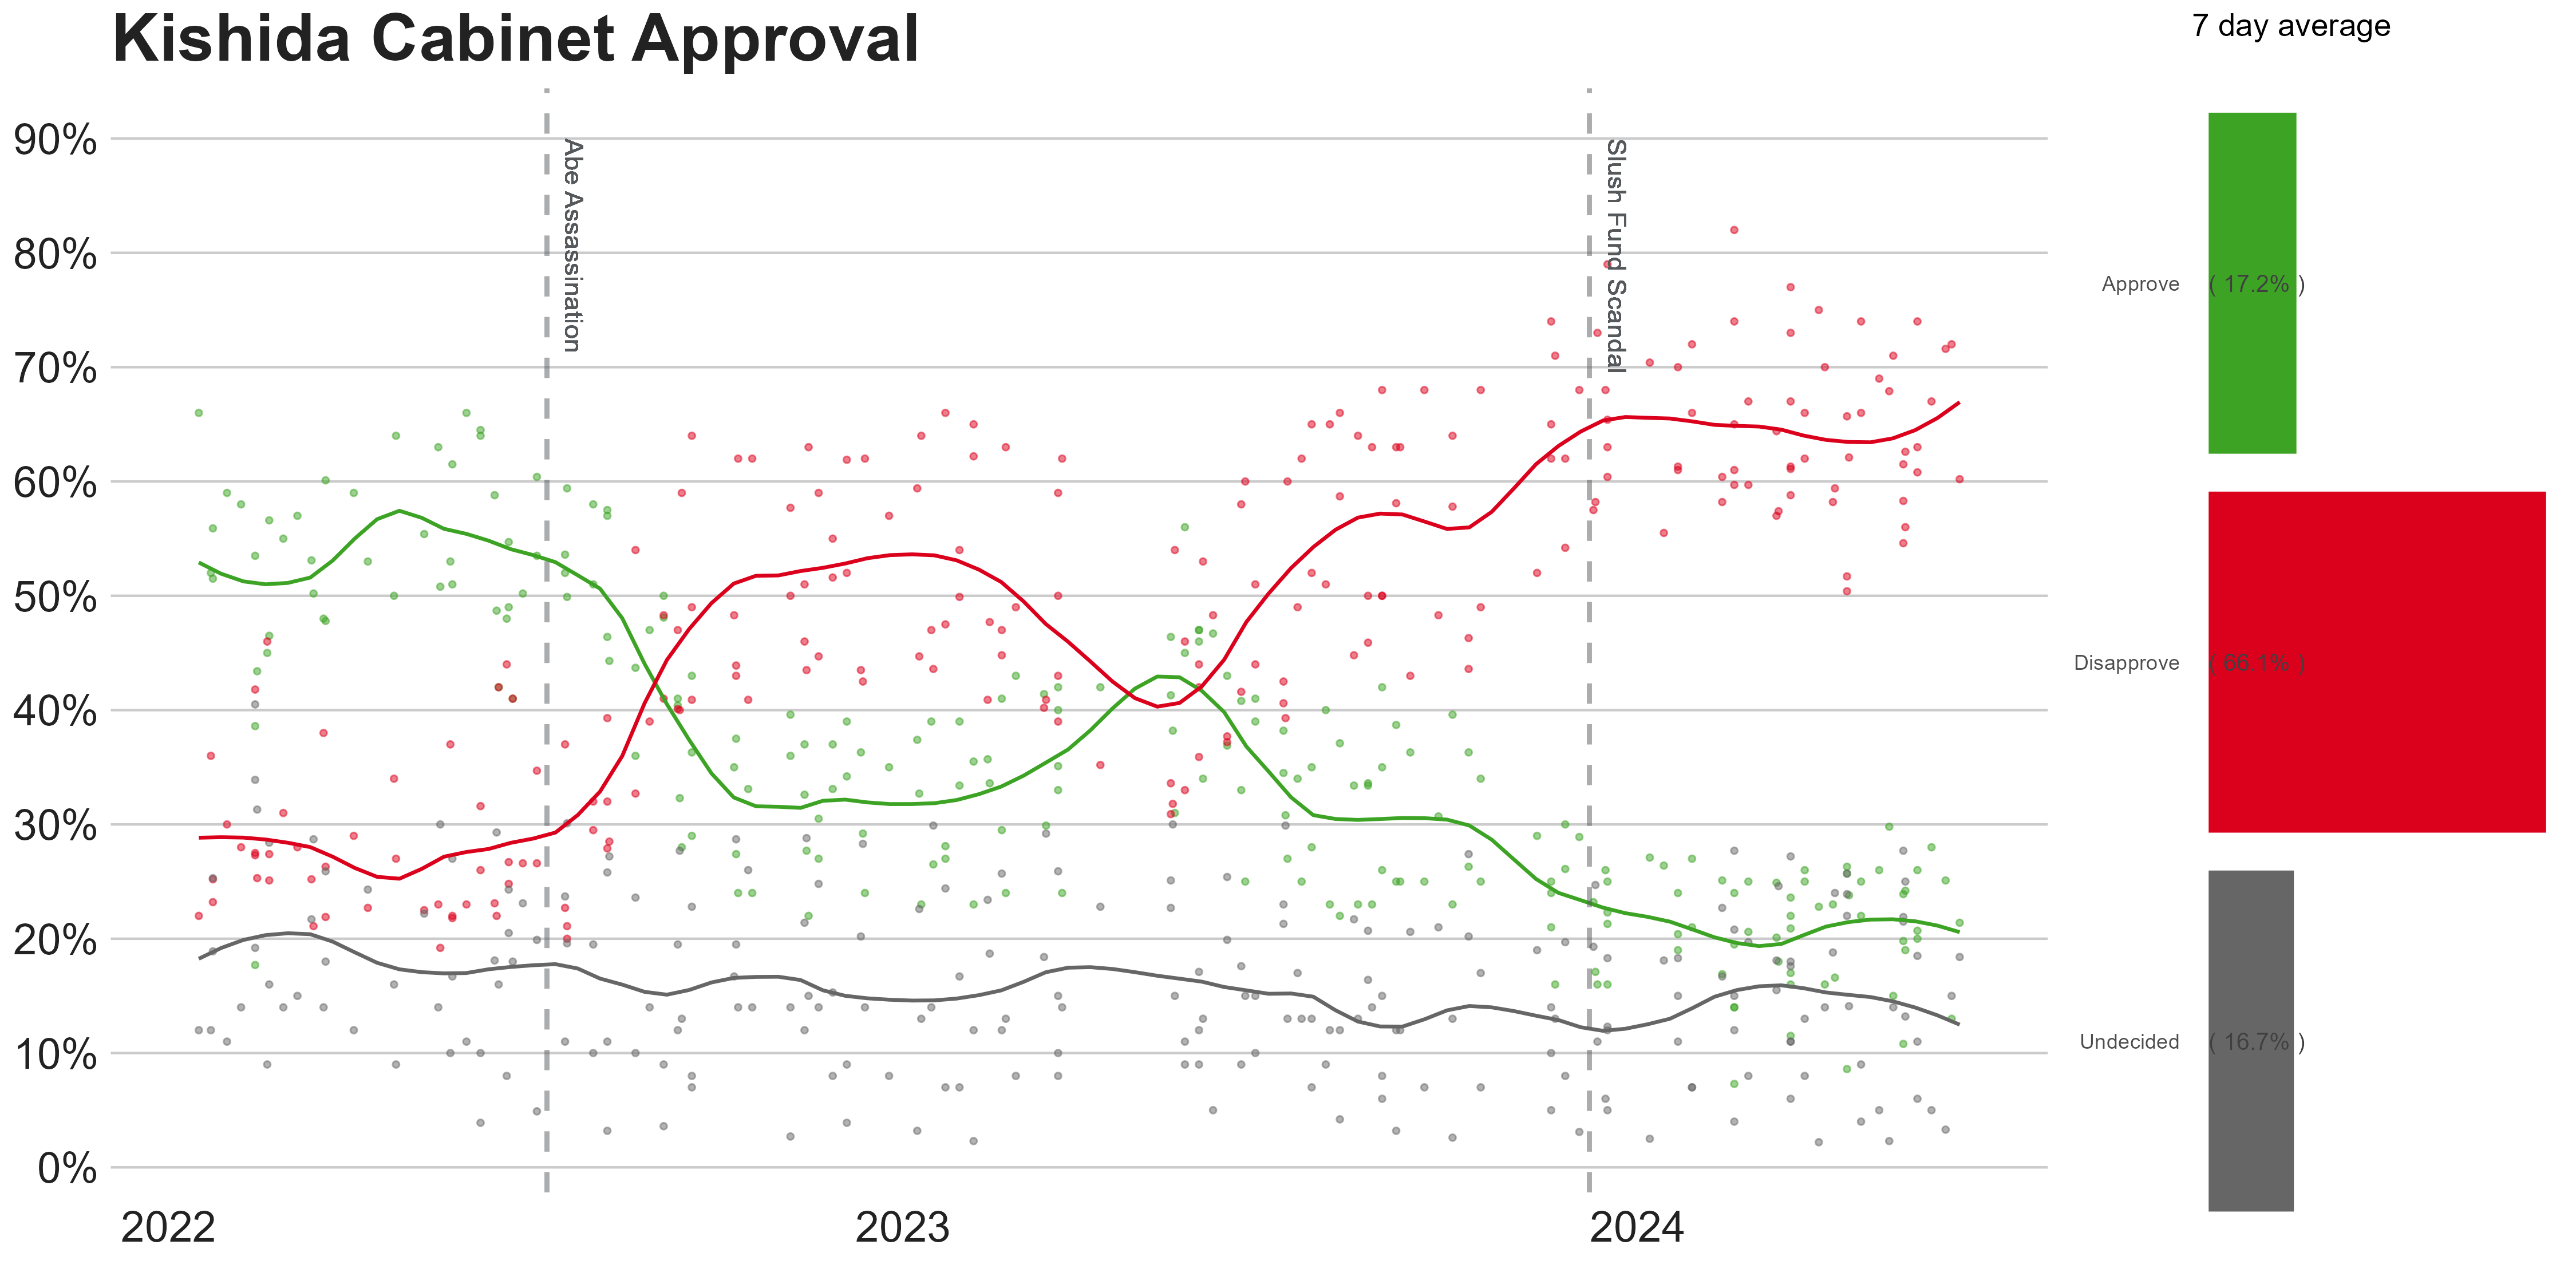 Kishida Cabinet Approval
7 day average
90%
80%
70%
60%
50%
40%
30%
20%
10%
0%
Abe Assassination
Slush Fund Scandal
2022
2023
2024
Approve
( 17.2% )
Disapprove
( 66.1% )
Undecided
( 16.7% )